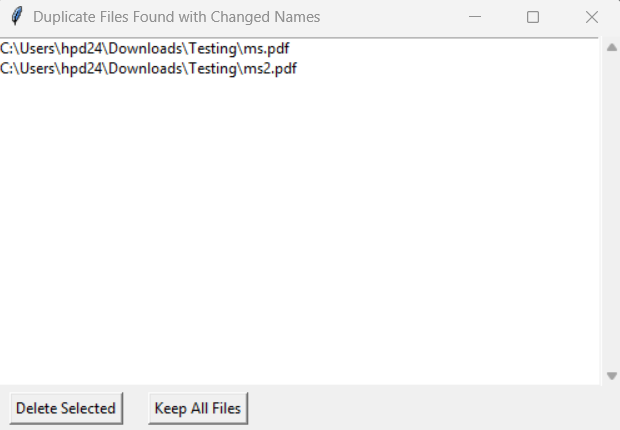 Duplicate Files Found with Changed Names
C:\Users\hpd24\Downloads\Testing\ms.pdf
C:\Users\hpd24\Downloads\Testing\ms2.pdf
Delete Selected
Keep All Files